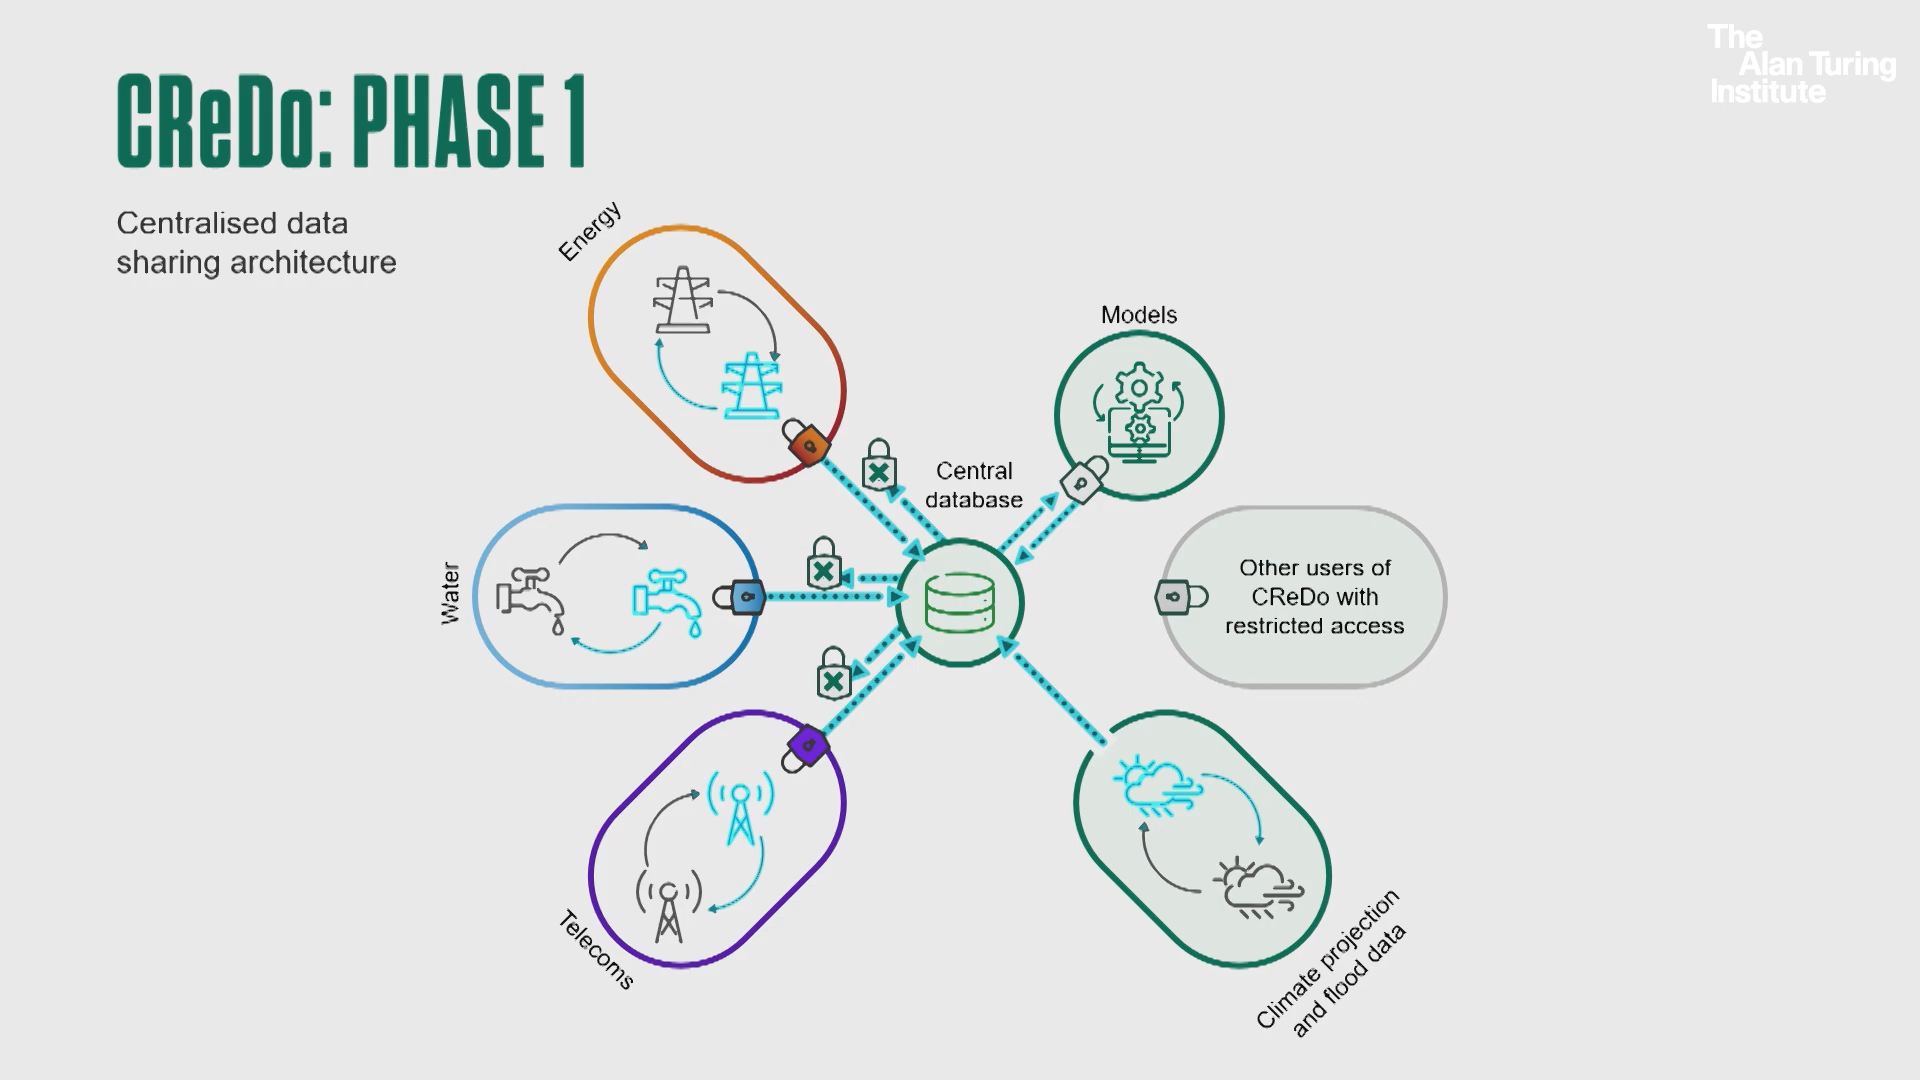 The
Alan Turing
Institute
CReDo: PHASE 1
Centralised data
sharing architecture
Energy
Models
Central
database
Water
Other users of
CReDo with
restricted access
Telecoms
Climate projection
and flood data